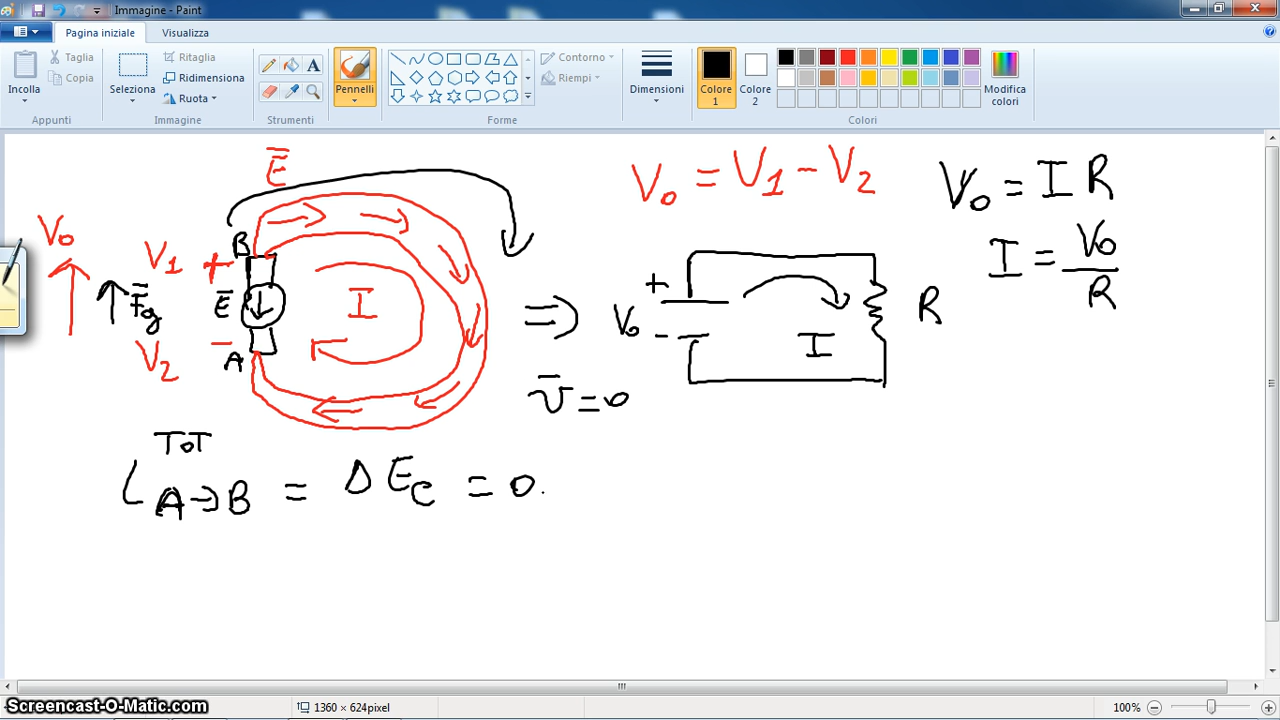 Immagine - Paint
Pagina iniziale
Visualizza
Incolla
Taglia
Copia
Appunti
Seleziona
Ritaglia
Ridimensiona
Ruota
Immagine
Strumenti
Pennelli
Forme
Contorno
Riempi
Dimensioni
Colore 1
Colore 2
Modifica colori
Colori
E̅
V₀
V₁
+
B
F̅g
E̅
I
V₂
-
A
V₀ = V₁ - V₂
+
V₀
-
I
R
⇒
V₀ = I R
I = V₀/R
v̅ = 0
L TOT A→B = Δ E_C = 0.
1360 × 624pixel
100%
Screencast-O-Matic.com